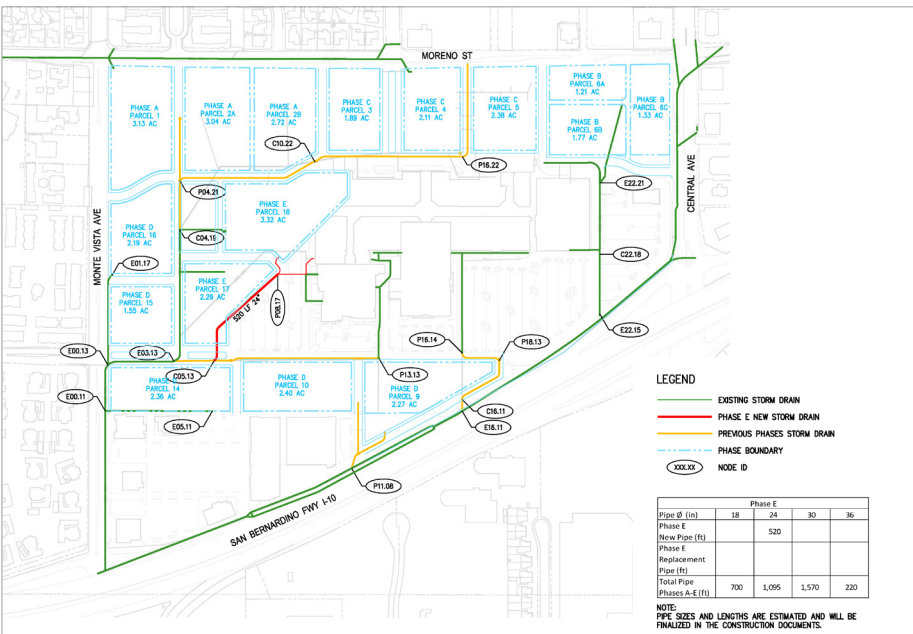 MORENO ST
PHASE A
PARCEL 1
3.13 AC
PHASE A
PARCEL 2A
3.04 AC
PHASE A
PARCEL 2B
2.72 AC
PHASE C
PARCEL 3
1.89 AC
PHASE C
PARCEL 4
2.11 AC
PHASE C
PARCEL 5
2.38 AC
PHASE B
PARCEL 6A
1.21 AC
PHASE B
PARCEL 6B
1.77 AC
PHASE B
PARCEL 6C
1.33 AC
C10.22
P16.22
P04.21
E22.21
CENTRAL AVE
MONTE VISTA AVE
PHASE E
PARCEL 18
3.32 AC
PHASE D
PARCEL 16
2.19 AC
C04.19
C22.18
E01.17
PHASE E
PARCEL 17
2.29 AC
PHASE D
PARCEL 15
1.55 AC
520 LF 24"
P08.17
E22.15
P16.14
P18.13
E00.13
E03.13
C05.13
P13.13
PARCEL 14
2.36 AC
PHASE D
PARCEL 10
2.40 AC
PHASE D
PARCEL 9
2.27 AC
E00.11
E05.11
C16.11
E16.11
P11.08
SAN BERNARDINO FWY I-10
LEGEND
EXISTING STORM DRAIN
PHASE E NEW STORM DRAIN
PREVIOUS PHASES STORM DRAIN
PHASE BOUNDARY
XXX.XX NODE ID
Phase E
Pipe Ø (in) 18 24 30 36
Phase E
New Pipe (ft) 520
Phase E
Replacement
Pipe (ft)
Total Pipe
Phases A-E (ft) 700 1,095 1,570 220
NOTE:
PIPE SIZES AND LENGTHS ARE ESTIMATED AND WILL BE
FINALIZED IN THE CONSTRUCTION DOCUMENTS.